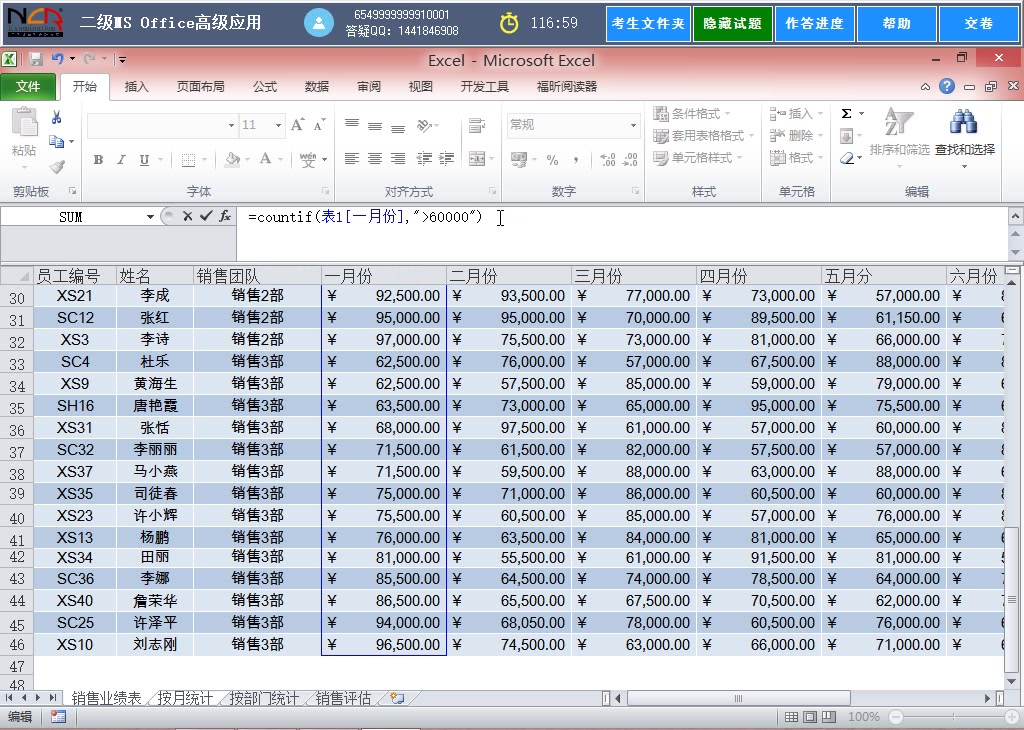 NCR 二级MS Office高级应用 6549999999910001 116:59 考生文件夹 隐藏试题 作答进度 帮助 交卷
答疑QQ: 1441846908
Excel - Microsoft Excel
文件 开始 插入 页面布局 公式 数据 审阅 视图 开发工具 福昕阅读器
粘贴 11 常规 条件格式 套用表格格式 单元格样式 插入 删除 格式 排序和筛选 查找和选择
剪贴板 字体 对齐方式 数字 样式 单元格 编辑
SUM =countif(表1[一月份],">60000")
员工编号 姓名 销售团队 一月份 二月份 三月份 四月份 五月分 六月份
30 XS21 李成 销售2部 ¥ 92,500.00 ¥ 93,500.00 ¥ 77,000.00 ¥ 73,000.00 ¥ 57,000.00 ¥
31 SC12 张红 销售2部 ¥ 95,000.00 ¥ 95,000.00 ¥ 70,000.00 ¥ 89,500.00 ¥ 61,150.00 ¥
32 XS3 李诗 销售2部 ¥ 97,000.00 ¥ 75,500.00 ¥ 73,000.00 ¥ 81,000.00 ¥ 66,000.00 ¥
33 SC4 杜乐 销售3部 ¥ 62,500.00 ¥ 76,000.00 ¥ 57,000.00 ¥ 67,500.00 ¥ 88,000.00 ¥
34 XS9 黄海生 销售3部 ¥ 62,500.00 ¥ 57,500.00 ¥ 85,000.00 ¥ 59,000.00 ¥ 79,000.00 ¥
35 SH16 唐艳霞 销售3部 ¥ 63,500.00 ¥ 73,000.00 ¥ 65,000.00 ¥ 95,000.00 ¥ 75,500.00 ¥
36 XS31 张恬 销售3部 ¥ 68,000.00 ¥ 97,500.00 ¥ 61,000.00 ¥ 57,000.00 ¥ 60,000.00 ¥
37 SC32 李丽丽 销售3部 ¥ 71,500.00 ¥ 61,500.00 ¥ 82,000.00 ¥ 57,500.00 ¥ 57,000.00 ¥
38 XS37 马小燕 销售3部 ¥ 71,500.00 ¥ 59,500.00 ¥ 88,000.00 ¥ 63,000.00 ¥ 88,000.00 ¥
39 XS35 司徒春 销售3部 ¥ 75,000.00 ¥ 71,000.00 ¥ 86,000.00 ¥ 60,500.00 ¥ 60,000.00 ¥
40 XS23 许小辉 销售3部 ¥ 75,500.00 ¥ 60,500.00 ¥ 85,000.00 ¥ 57,000.00 ¥ 76,000.00 ¥
41 XS13 杨鹏 销售3部 ¥ 76,000.00 ¥ 63,500.00 ¥ 84,000.00 ¥ 81,000.00 ¥ 65,000.00 ¥
42 XS34 田丽 销售3部 ¥ 81,000.00 ¥ 55,500.00 ¥ 61,000.00 ¥ 91,500.00 ¥ 81,000.00 ¥
43 SC36 李娜 销售3部 ¥ 85,500.00 ¥ 64,500.00 ¥ 74,000.00 ¥ 78,500.00 ¥ 64,000.00 ¥
44 XS40 詹荣华 销售3部 ¥ 86,500.00 ¥ 65,500.00 ¥ 67,500.00 ¥ 70,500.00 ¥ 62,000.00 ¥
45 SC25 许泽平 销售3部 ¥ 94,000.00 ¥ 68,050.00 ¥ 78,000.00 ¥ 60,500.00 ¥ 76,000.00 ¥
46 XS10 刘志刚 销售3部 ¥ 96,500.00 ¥ 74,500.00 ¥ 63,000.00 ¥ 66,000.00 ¥ 71,000.00 ¥
47
48
销售业绩表 按月统计 按部门统计 销售评估
编辑 100%